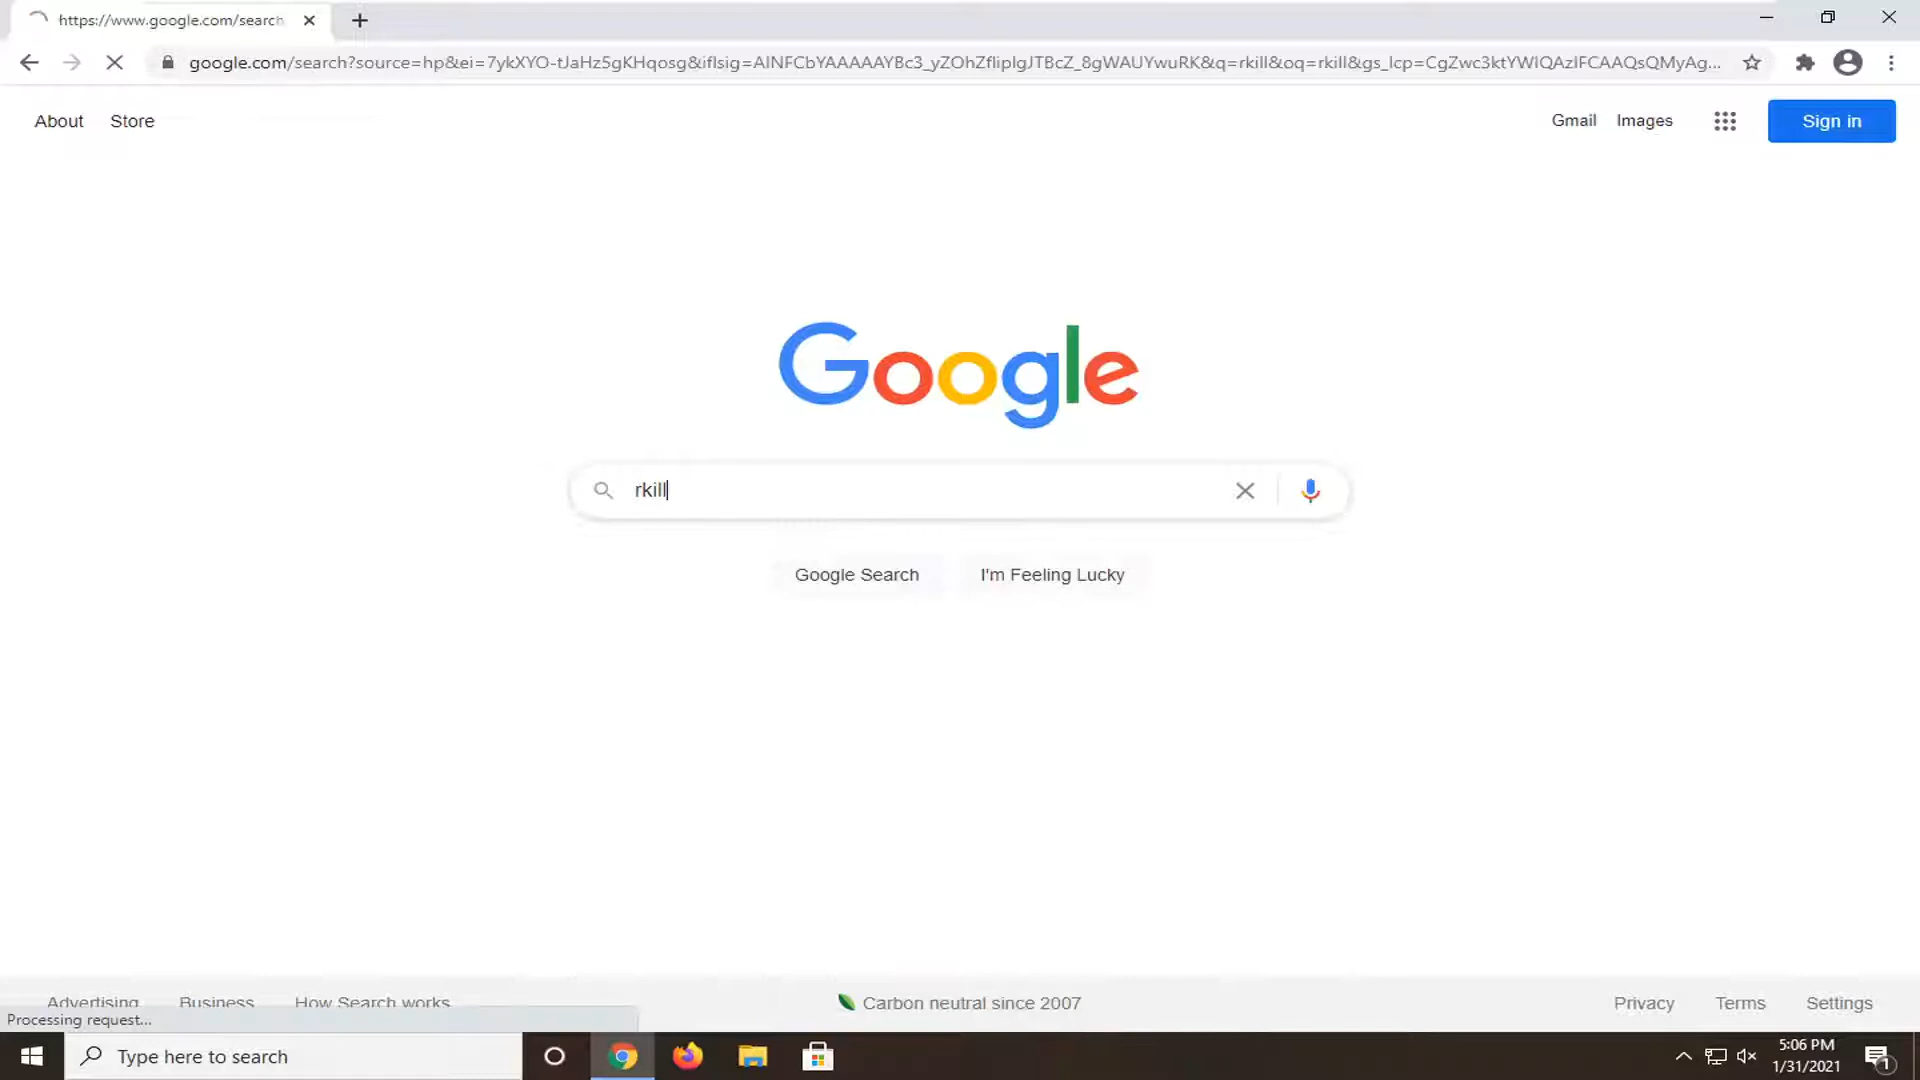 https://www.google.com/search
google.com/search?source=hp&ei=7ykXYO-tJaHz5gKHqosg&iflsig=AINFCbYAAAAAYBc3_yZOhZfliplgJTBcZ_8gWAUYwuRK&q=rkill&oq=rkill&gs_lcp=CgZwc3ktYWIQAzIFCAAQsQMyAg...
About Store
Gmail Images Sign in
Google
rkill
Google Search I'm Feeling Lucky
Advertising Business How Search works
Carbon neutral since 2007
Privacy Terms Settings
Processing request...
Type here to search
5:06 PM
1/31/2021
1